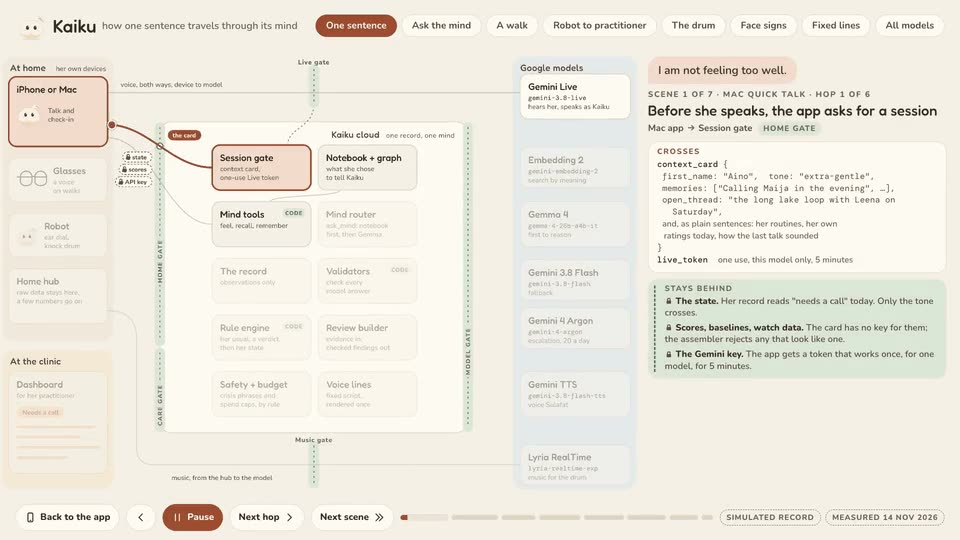 Kaiku
how one sentence travels through its mind
One sentence
Ask the mind
A walk
Robot to practitioner
The drum
Face signs
Fixed lines
All models
At home
her own devices
iPhone or Mac
Talk and
check-in
Glasses
a voice
on walks
Robot
ear dial,
knock drum
Home hub
raw data stays here,
a few numbers go on
At the clinic
Dashboard
for her practitioner
Needs a call
voice, both ways, device to model
Live gate
the card
Kaiku cloud one record, one mind
state
scores
API key
HOME GATE
CARE GATE
MODEL GATE
Session gate
context card,
one-use Live token
Notebook + graph
what she chose
to tell Kaiku
Mind tools CODE
feel, recall, remember
Mind router
ask_mind: notebook
first, then Gemma
The record
observations only
Validators CODE
check every
model answer
Rule engine CODE
her usual, a verdict,
then her state
Review builder
evidence in,
checked findings out
Safety + budget
crisis phrases and
spend caps, by rule
Voice lines
fixed script,
rendered once
Music gate
music, from the hub to the model
Google models
Gemini Live
gemini-3.8-live
hears her, speaks as Kaiku
Embedding 2
gemini-embedding-2
search by meaning
Gemma 4
gemma-4-26b-a4b-it
first to reason
Gemini 3.8 Flash
gemini-3.8-flash
fallback
Gemini 4 Argon
gemini-4-argon
escalation, 20 a day
Gemini TTS
gemini-3.8-flash-tts
voice Sulafat
Lyria RealTime
lyria-realtime-exp
music for the drum
I am not feeling too well.
SCENE 1 OF 7 · MAC QUICK TALK · HOP 1 OF 6
Before she speaks, the app asks for a session
Mac app → Session gate HOME GATE
CROSSES
context_card {
first_name: "Aino", tone: "extra-gentle",
memories: ["Calling Maija in the evening", …],
open_thread: "the long lake loop with Leena on
Saturday",
and, as plain sentences: her routines, her own
ratings today, how the last talk sounded
}
live_token one use, this model only, 5 minutes
STAYS BEHIND
The state. Her record reads "needs a call" today. Only the tone
crosses.
Scores, baselines, watch data. The card has no key for them;
the assembler rejects any that look like one.
The Gemini key. The app gets a token that works once, for one
model, for 5 minutes.
Back to the app
Pause
Next hop
Next scene
SIMULATED RECORD
MEASURED 14 NOV 2026